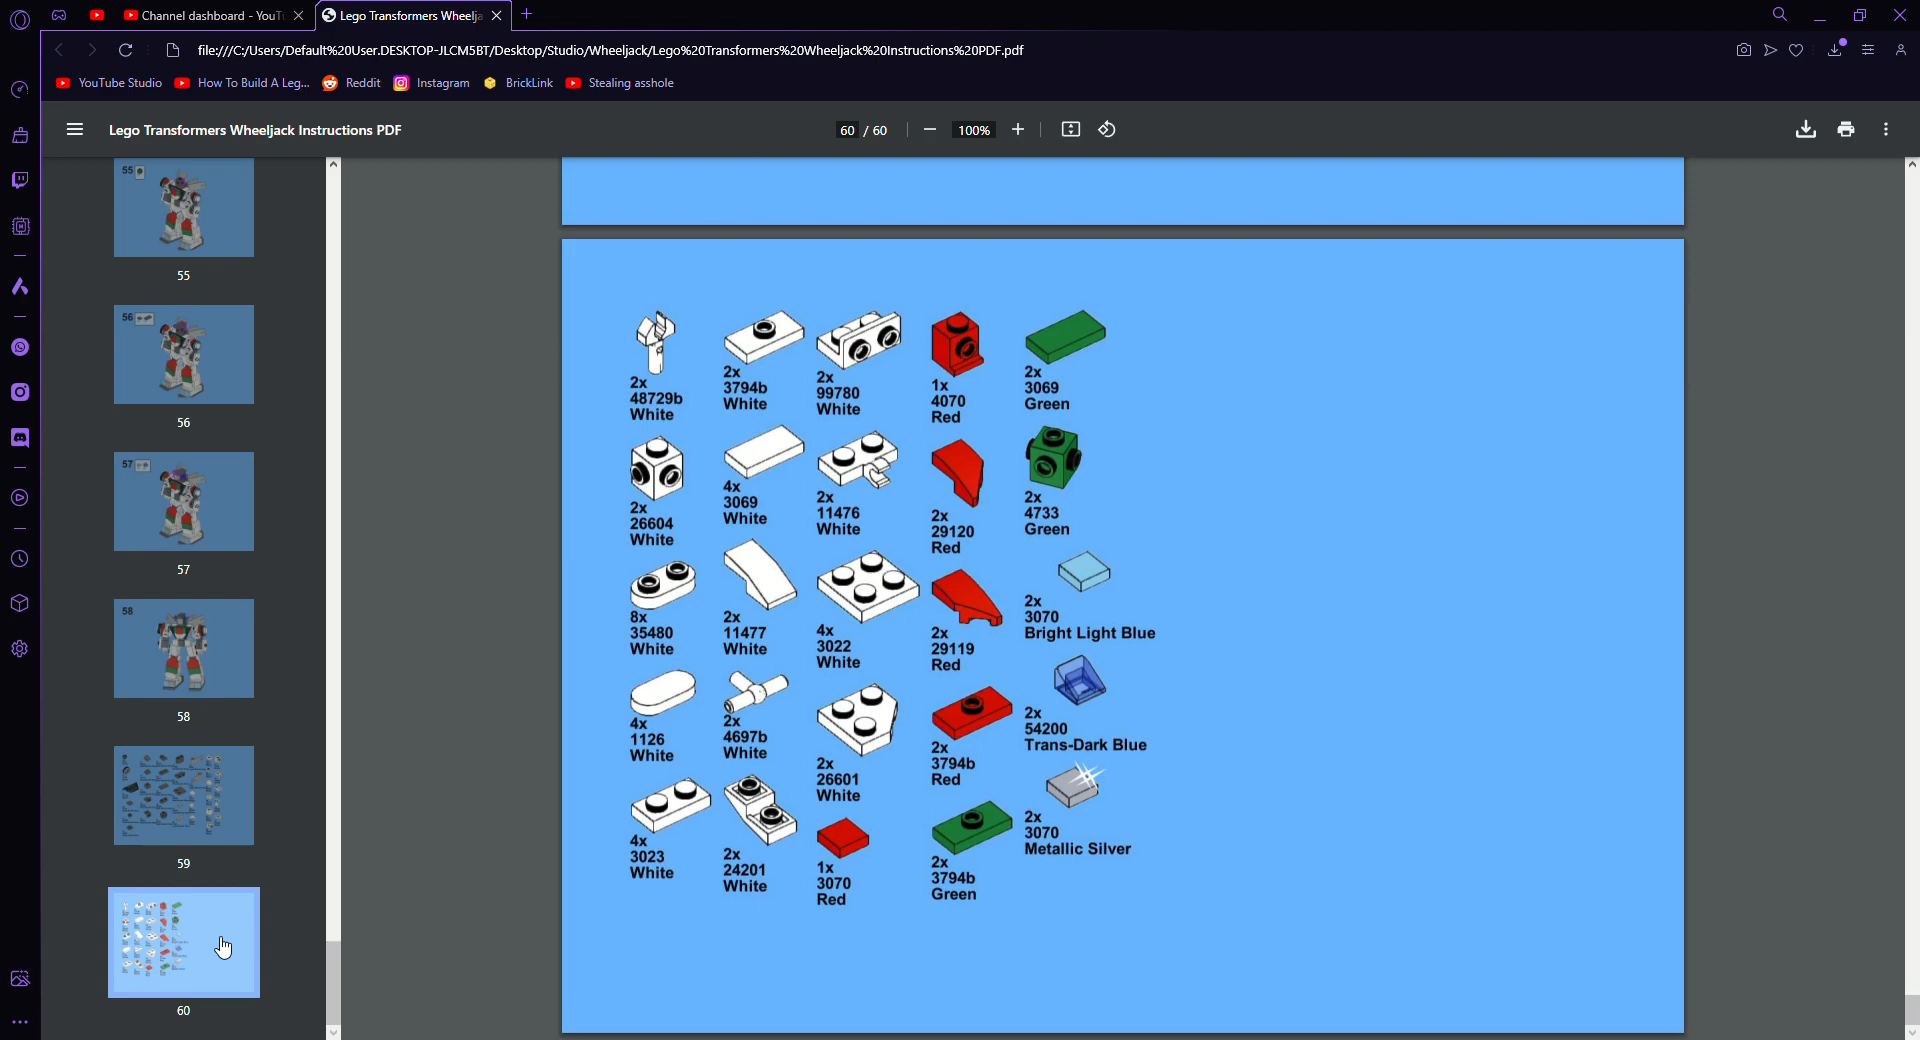 Channel dashboard - YouTu
Lego Transformers Wheelja
file:///C:/Users/Default%20User.DESKTOP-JLCM5BT/Desktop/Studio/Wheeljack/Lego%20Transformers%20Wheeljack%20Instructions%20PDF.pdf
YouTube Studio
How To Build A Leg...
Reddit
Instagram
BrickLink
Stealing asshole
Lego Transformers Wheeljack Instructions PDF
60 / 60
100%
55
55
56
56
57
57
58
58
59
60
2x
48729b
White
2x
3794b
White
2x
99780
White
1x
4070
Red
2x
3069
Green
2x
26604
White
4x
3069
White
2x
11476
White
2x
29120
Red
2x
4733
Green
8x
35480
White
2x
11477
White
4x
3022
White
2x
29119
Red
2x
3070
Bright Light Blue
4x
1126
White
2x
4697b
White
2x
26601
White
2x
3794b
Red
2x
54200
Trans-Dark Blue
4x
3023
White
2x
24201
White
1x
3070
Red
2x
3794b
Green
2x
3070
Metallic Silver